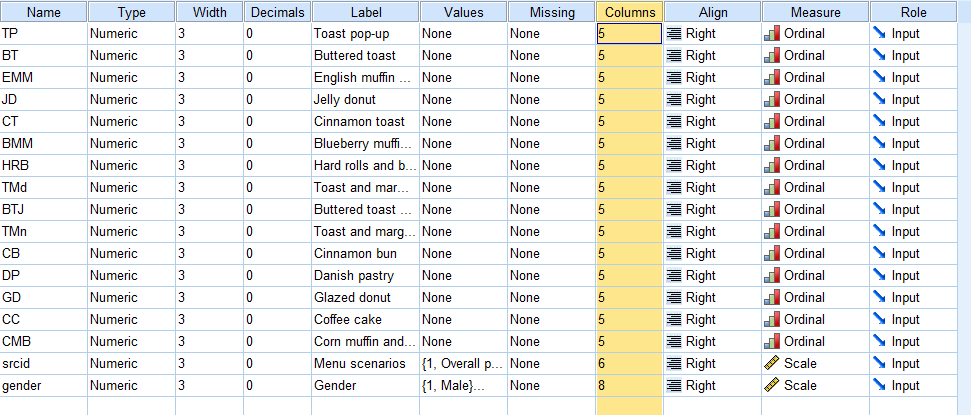 Name Type Width Decimals Label Values Missing Columns Align Measure Role
TP Numeric 3 0 Toast pop-up None None 5 Right Ordinal Input
BT Numeric 3 0 Buttered toast None None 5 Right Ordinal Input
EMM Numeric 3 0 English muffin ... None None 5 Right Ordinal Input
JD Numeric 3 0 Jelly donut None None 5 Right Ordinal Input
CT Numeric 3 0 Cinnamon toast None None 5 Right Ordinal Input
BMM Numeric 3 0 Blueberry muffi... None None 5 Right Ordinal Input
HRB Numeric 3 0 Hard rolls and b... None None 5 Right Ordinal Input
TMd Numeric 3 0 Toast and mar... None None 5 Right Ordinal Input
BTJ Numeric 3 0 Buttered toast ... None None 5 Right Ordinal Input
TMn Numeric 3 0 Toast and marg... None None 5 Right Ordinal Input
CB Numeric 3 0 Cinnamon bun None None 5 Right Ordinal Input
DP Numeric 3 0 Danish pastry None None 5 Right Ordinal Input
GD Numeric 3 0 Glazed donut None None 5 Right Ordinal Input
CC Numeric 3 0 Coffee cake None None 5 Right Ordinal Input
CMB Numeric 3 0 Corn muffin and... None None 5 Right Ordinal Input
srcid Numeric 3 0 Menu scenarios {1, Overall p... None 6 Right Scale Input
gender Numeric 3 0 Gender {1, Male}... None 8 Right Scale Input